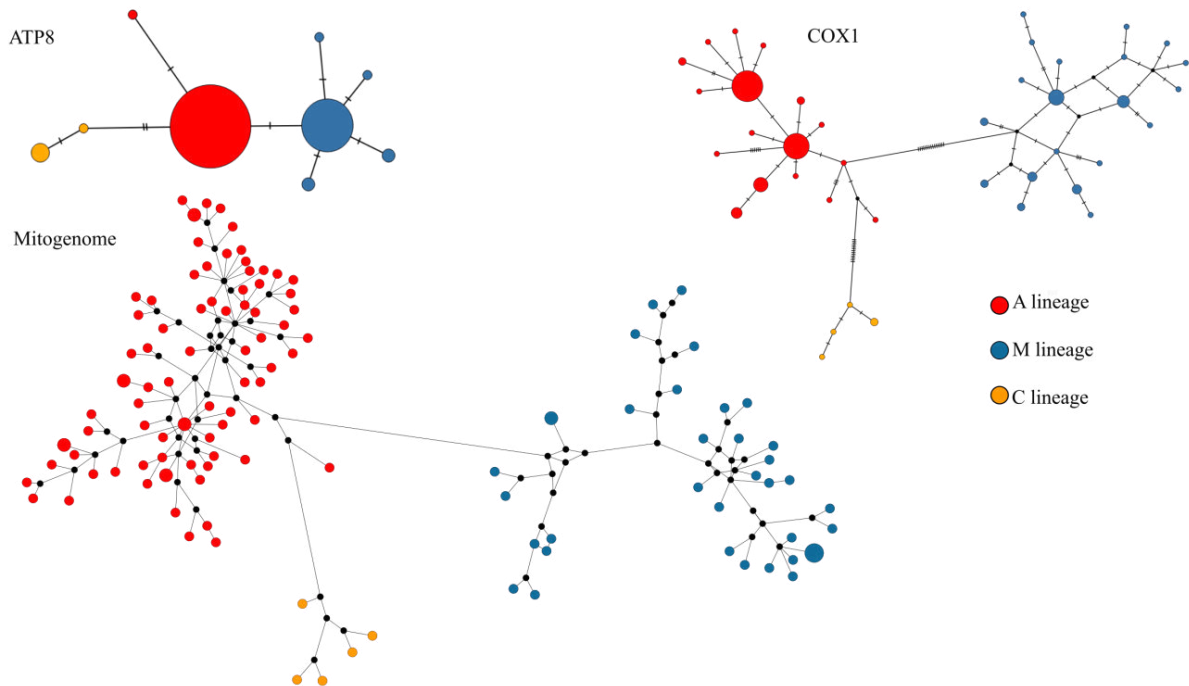 ATP8
COX1
Mitogenome
A lineage
M lineage
C lineage